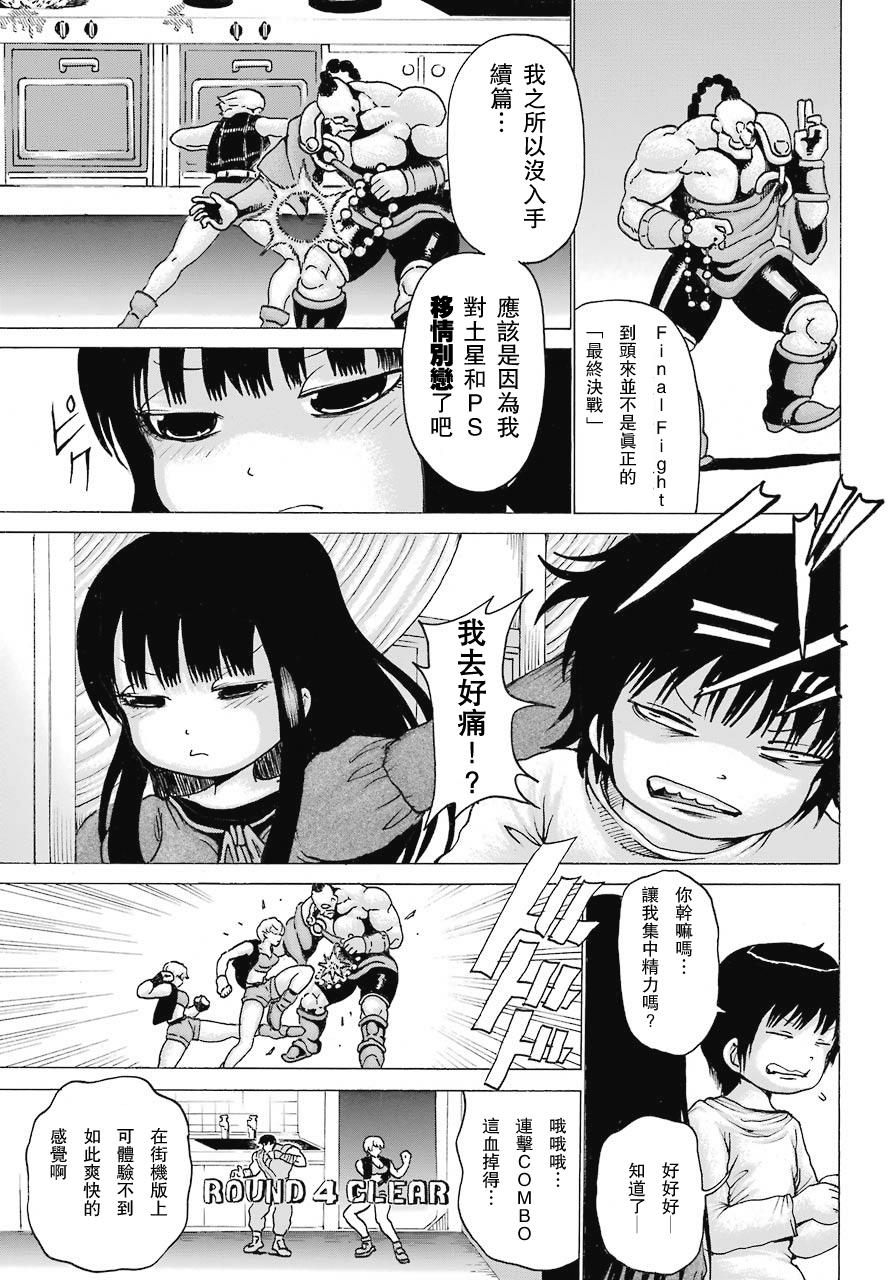 Final Fight
到頭來並不是真正的
「最終決戰」
我之所以沒入手
續篇…
應該是因為我
對土星和PS
移情別戀了吧
ピクッ
我去好痛！？
你幹嘛嗎…
讓我集中精力嗎？
好好好─
知道了─
ドドドド
哦哦哦…
連擊COMBO
這血掉得…
ROUND 4 CLEAR
在街機版上
可體驗不到
如此爽快的
感覺啊